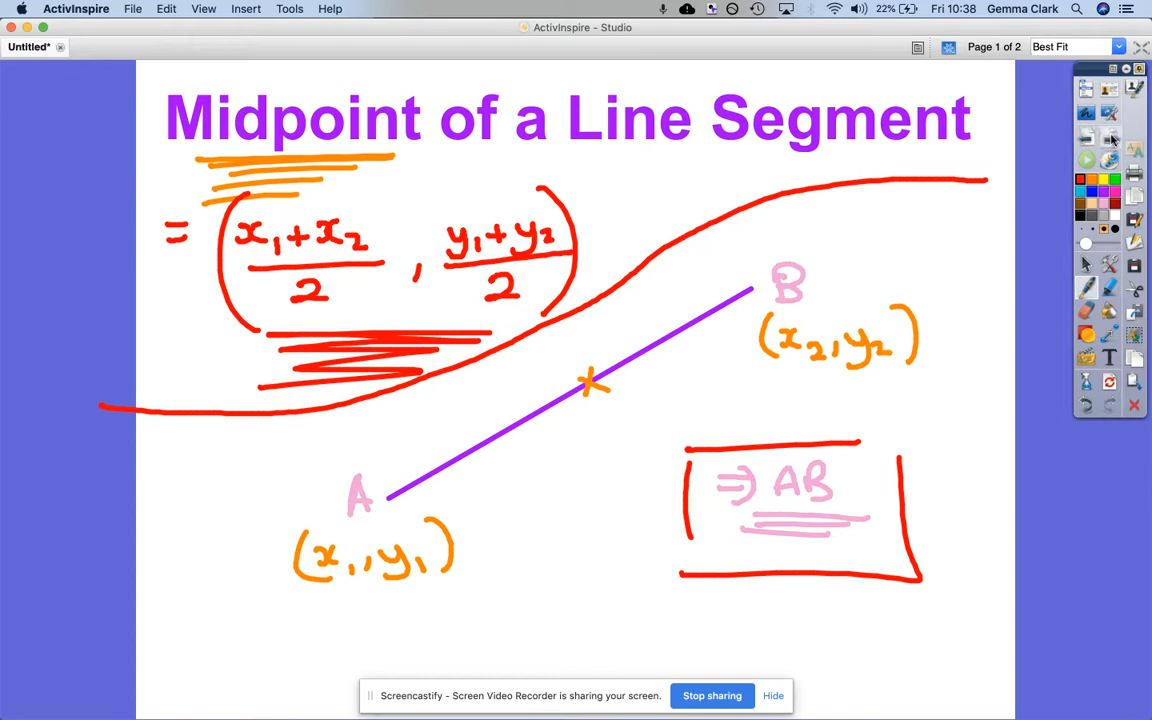 ActivInspire File Edit View Insert Tools Help 22% Fri 10:38 Gemma Clark
ActivInspire - Studio
Untitled* Page 1 of 2 Best Fit
Midpoint of a Line Segment
= (x₁+x₂/2, y₁+y₂/2)
B
(x₂,y₂)
A
(x₁,y₁)
⇒ AB
Screencastify - Screen Video Recorder is sharing your screen. Stop sharing Hide